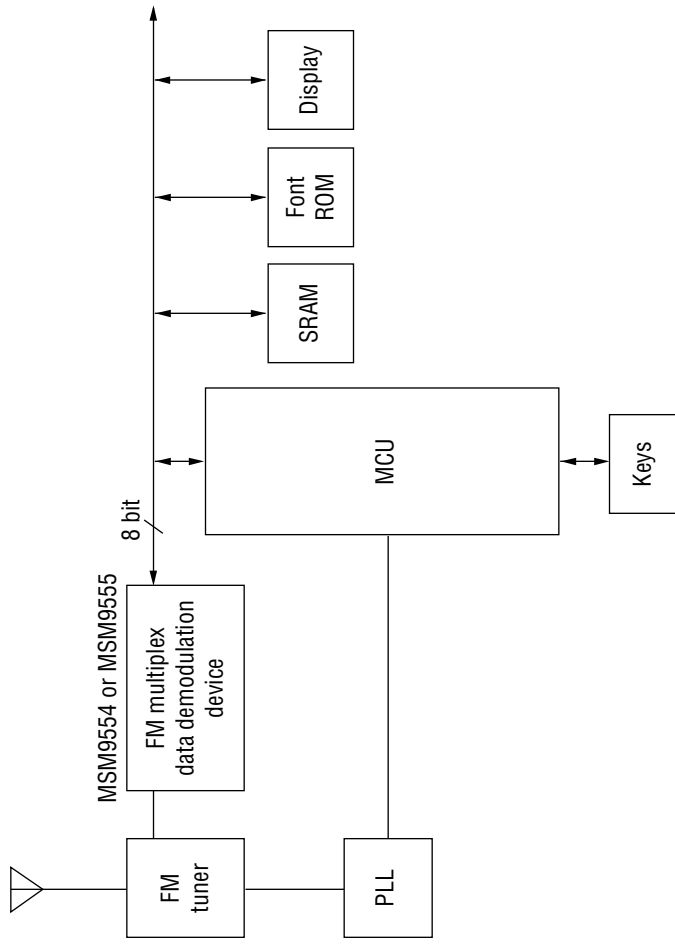 MSM9554 or MSM9555
FM
tuner
FM multiplex
data demodulation
device
8 bit
PLL
MCU
Keys
SRAM
Font
ROM
Display